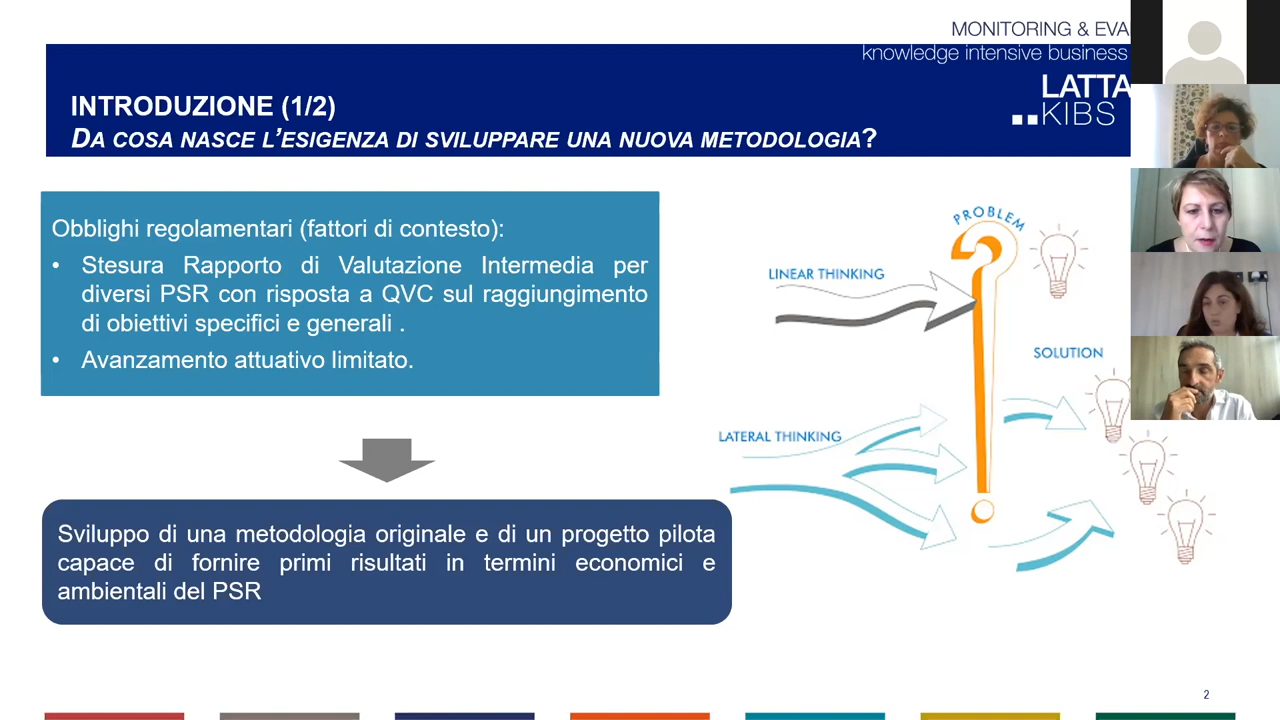 MONITORING & EVA
knowledge intensive business
LATTA
KIBS
INTRODUZIONE (1/2)
DA COSA NASCE L'ESIGENZA DI SVILUPPARE UNA NUOVA METODOLOGIA?
Obblighi regolamentari (fattori di contesto):
• Stesura Rapporto di Valutazione Intermedia per
diversi PSR con risposta a QVC sul raggiungimento
di obiettivi specifici e generali .
• Avanzamento attuativo limitato.
Sviluppo di una metodologia originale e di un progetto pilota
capace di fornire primi risultati in termini economici e
ambientali del PSR
PROBLEM
LINEAR THINKING
SOLUTION
LATERAL THINKING
2